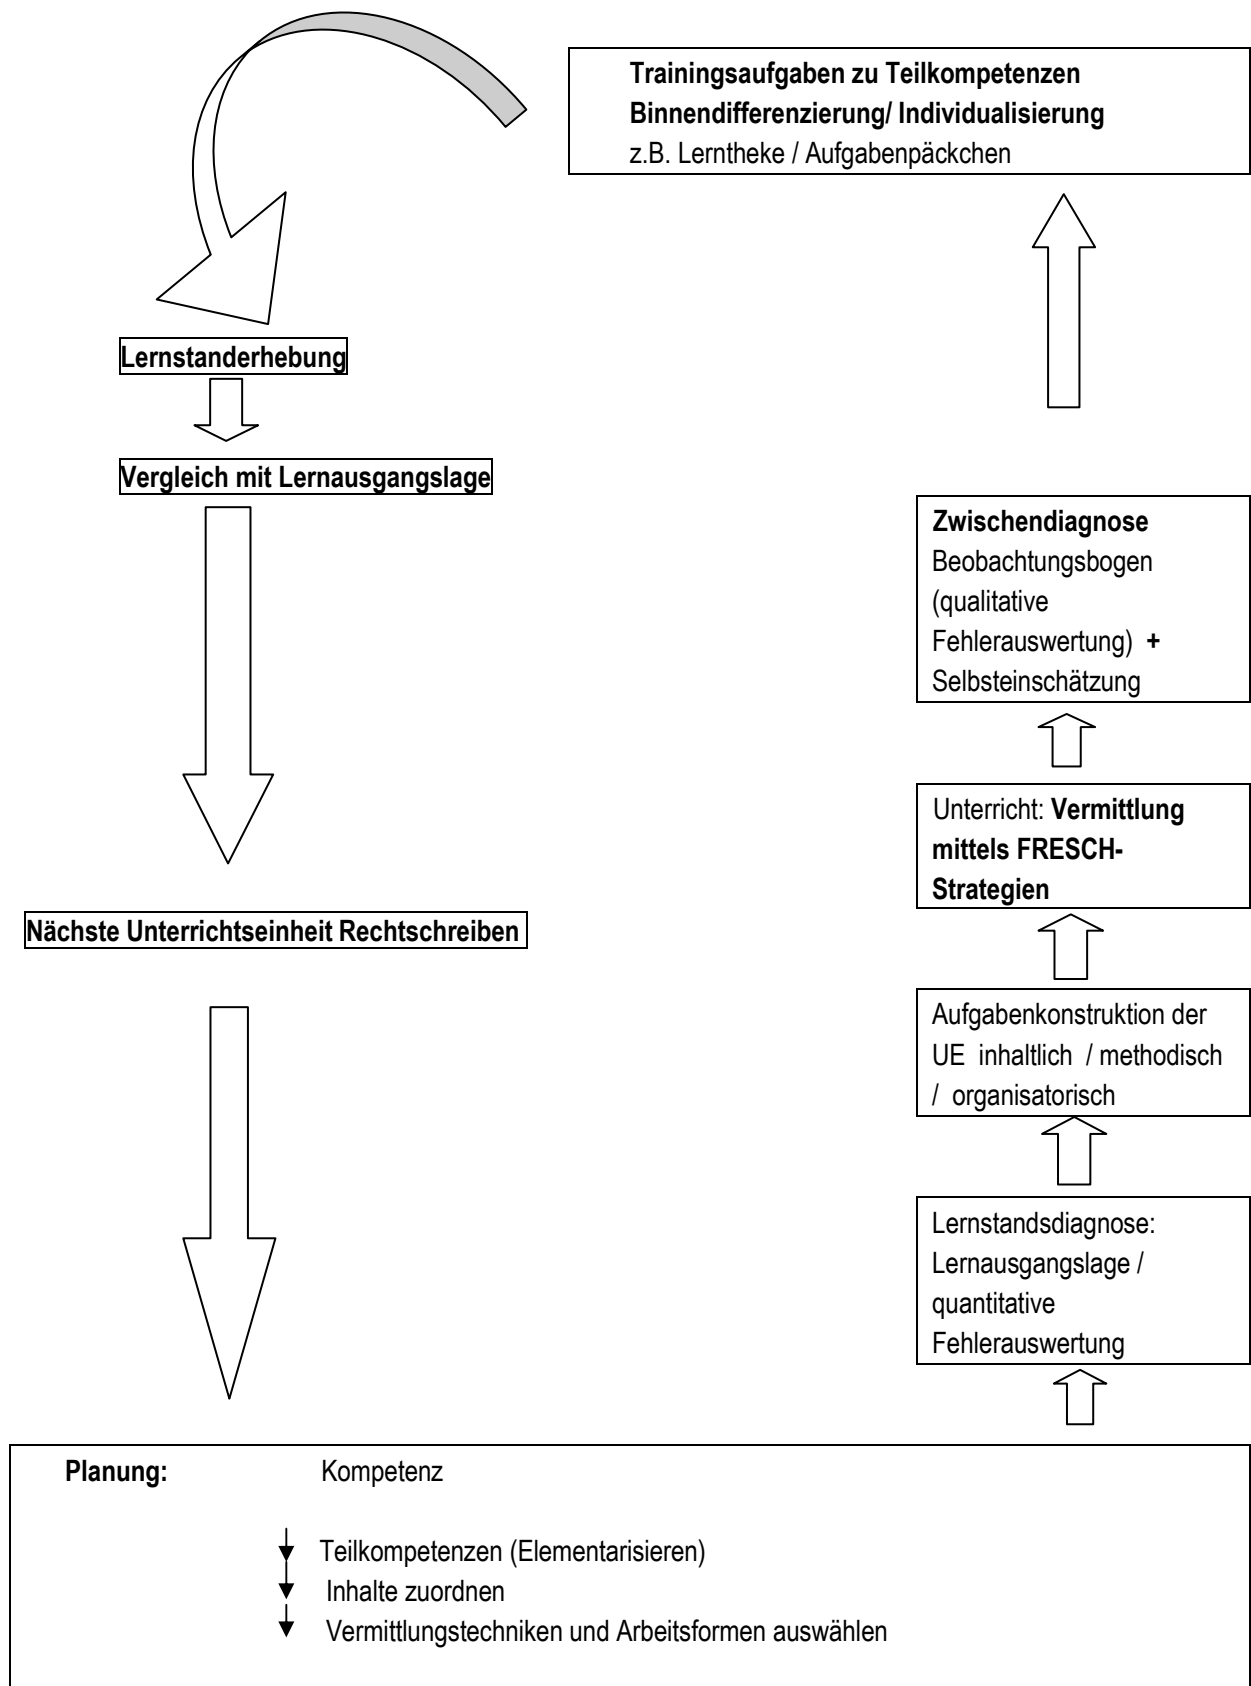 Trainingsaufgaben zu Teilkompetenzen
Binnendifferenzierung/ Individualisierung
z.B. Lerntheke / Aufgabenpäckchen
Lernstanderhebung
Vergleich mit Lernausgangslage
Zwischendiagnose
Beobachtungsbogen
(qualitative
Fehlerauswertung) +
Selbsteinschätzung
Unterricht: Vermittlung
mittels FRESCH-
Strategien
Nächste Unterrichtseinheit Rechtschreiben
Aufgabenkonstruktion der
UE inhaltlich / methodisch
/ organisatorisch
Lernstandsdiagnose:
Lernausgangslage /
quantitative
Fehlerauswertung
Planung: Kompetenz
Teilkompetenzen (Elementarisieren)
Inhalte zuordnen
Vermittlungstechniken und Arbeitsformen auswählen